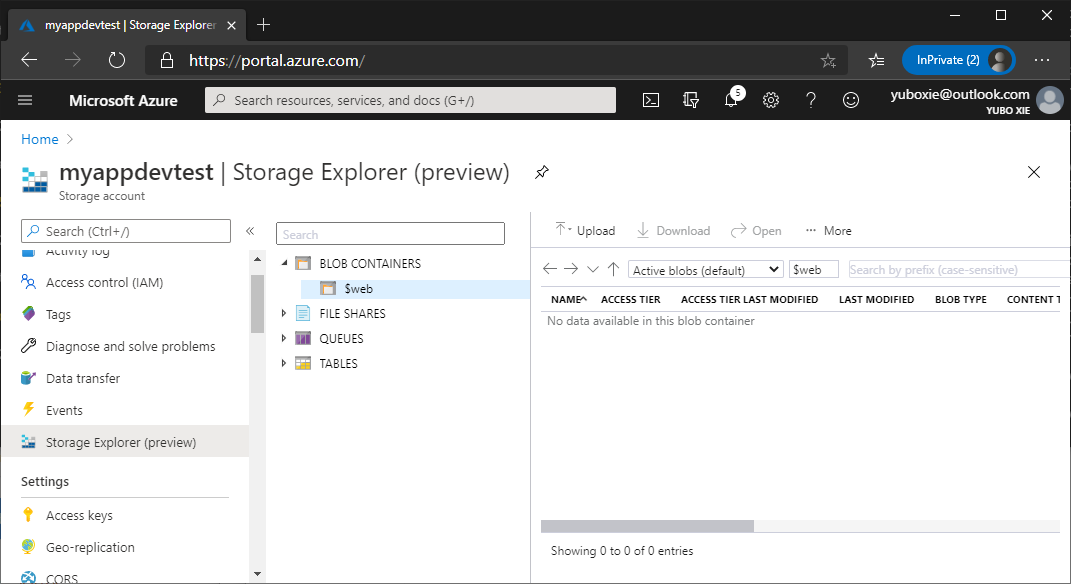 myappdevtest | Storage Explorer
https://portal.azure.com/
InPrivate (2)
Microsoft Azure
Search resources, services, and docs (G+/)
5
yuboxie@outlook.com
YUBO XIE
Home
myappdevtest | Storage Explorer (preview)
Storage account
Search (Ctrl+/)
Activity log
Access control (IAM)
Tags
Diagnose and solve problems
Data transfer
Events
Storage Explorer (preview)
Settings
Access keys
Geo-replication
CORS
Search
BLOB CONTAINERS
$web
FILE SHARES
QUEUES
TABLES
Upload Download Open More
Active blobs (default) $web Search by prefix (case-sensitive)
NAME ACCESS TIER ACCESS TIER LAST MODIFIED LAST MODIFIED BLOB TYPE CONTENT T
No data available in this blob container
Showing 0 to 0 of 0 entries